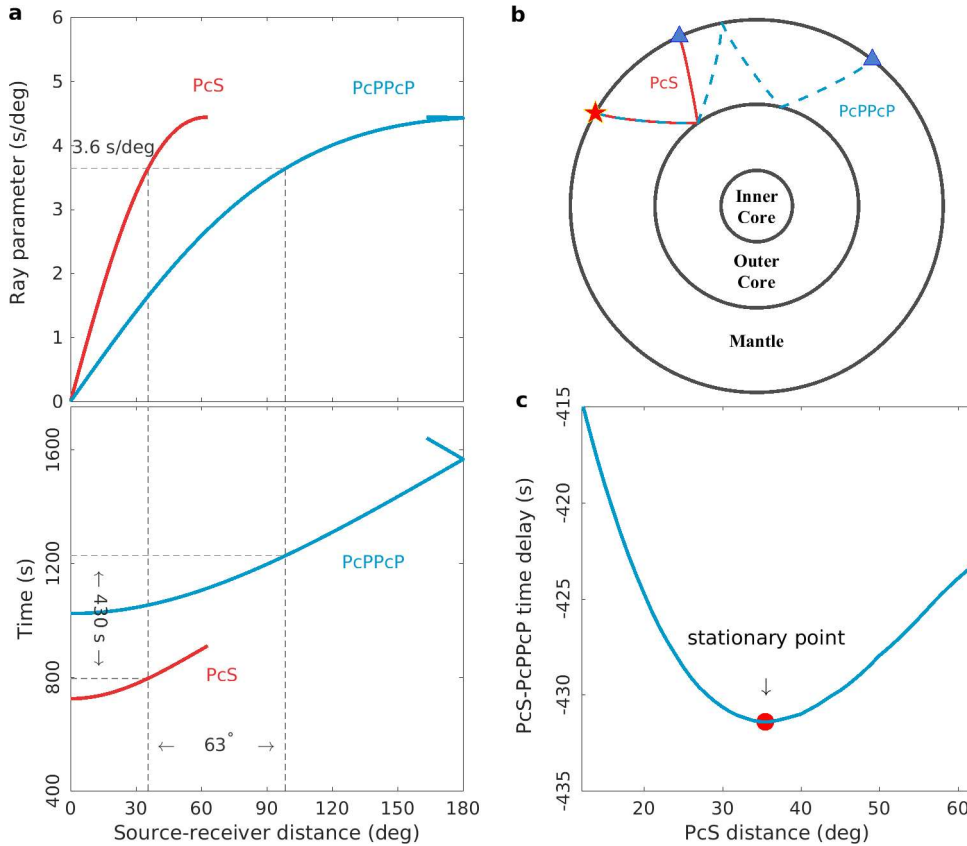 a
6
5
4
3
2
1
0
Ray parameter (s/deg)
PcS
PcPPcP
3.6 s/deg
1600
1200
800
400
Time (s)
← 430 s →
PcPPcP
PcS
← 63° →
0 30 60 90 120 150 180
Source-receiver distance (deg)
b
PcS
PcPPcP
Inner
Core
Outer
Core
Mantle
c
-415
-420
-425
-430
-435
PcS-PcPPcP time delay (s)
stationary point
↓
20 30 40 50 60
PcS distance (deg)